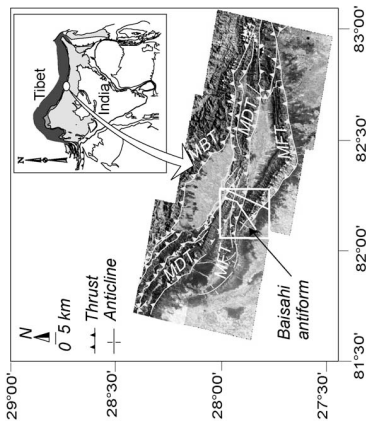 Tibet
India
N
N
0 5 km
Thrust
Anticline
MBT
MDT
MFT
MDT
MFT
Baisahi
antiform
29°00'
28°30'
28°00'
27°30'
81°30'
82°00'
82°30'
83°00'